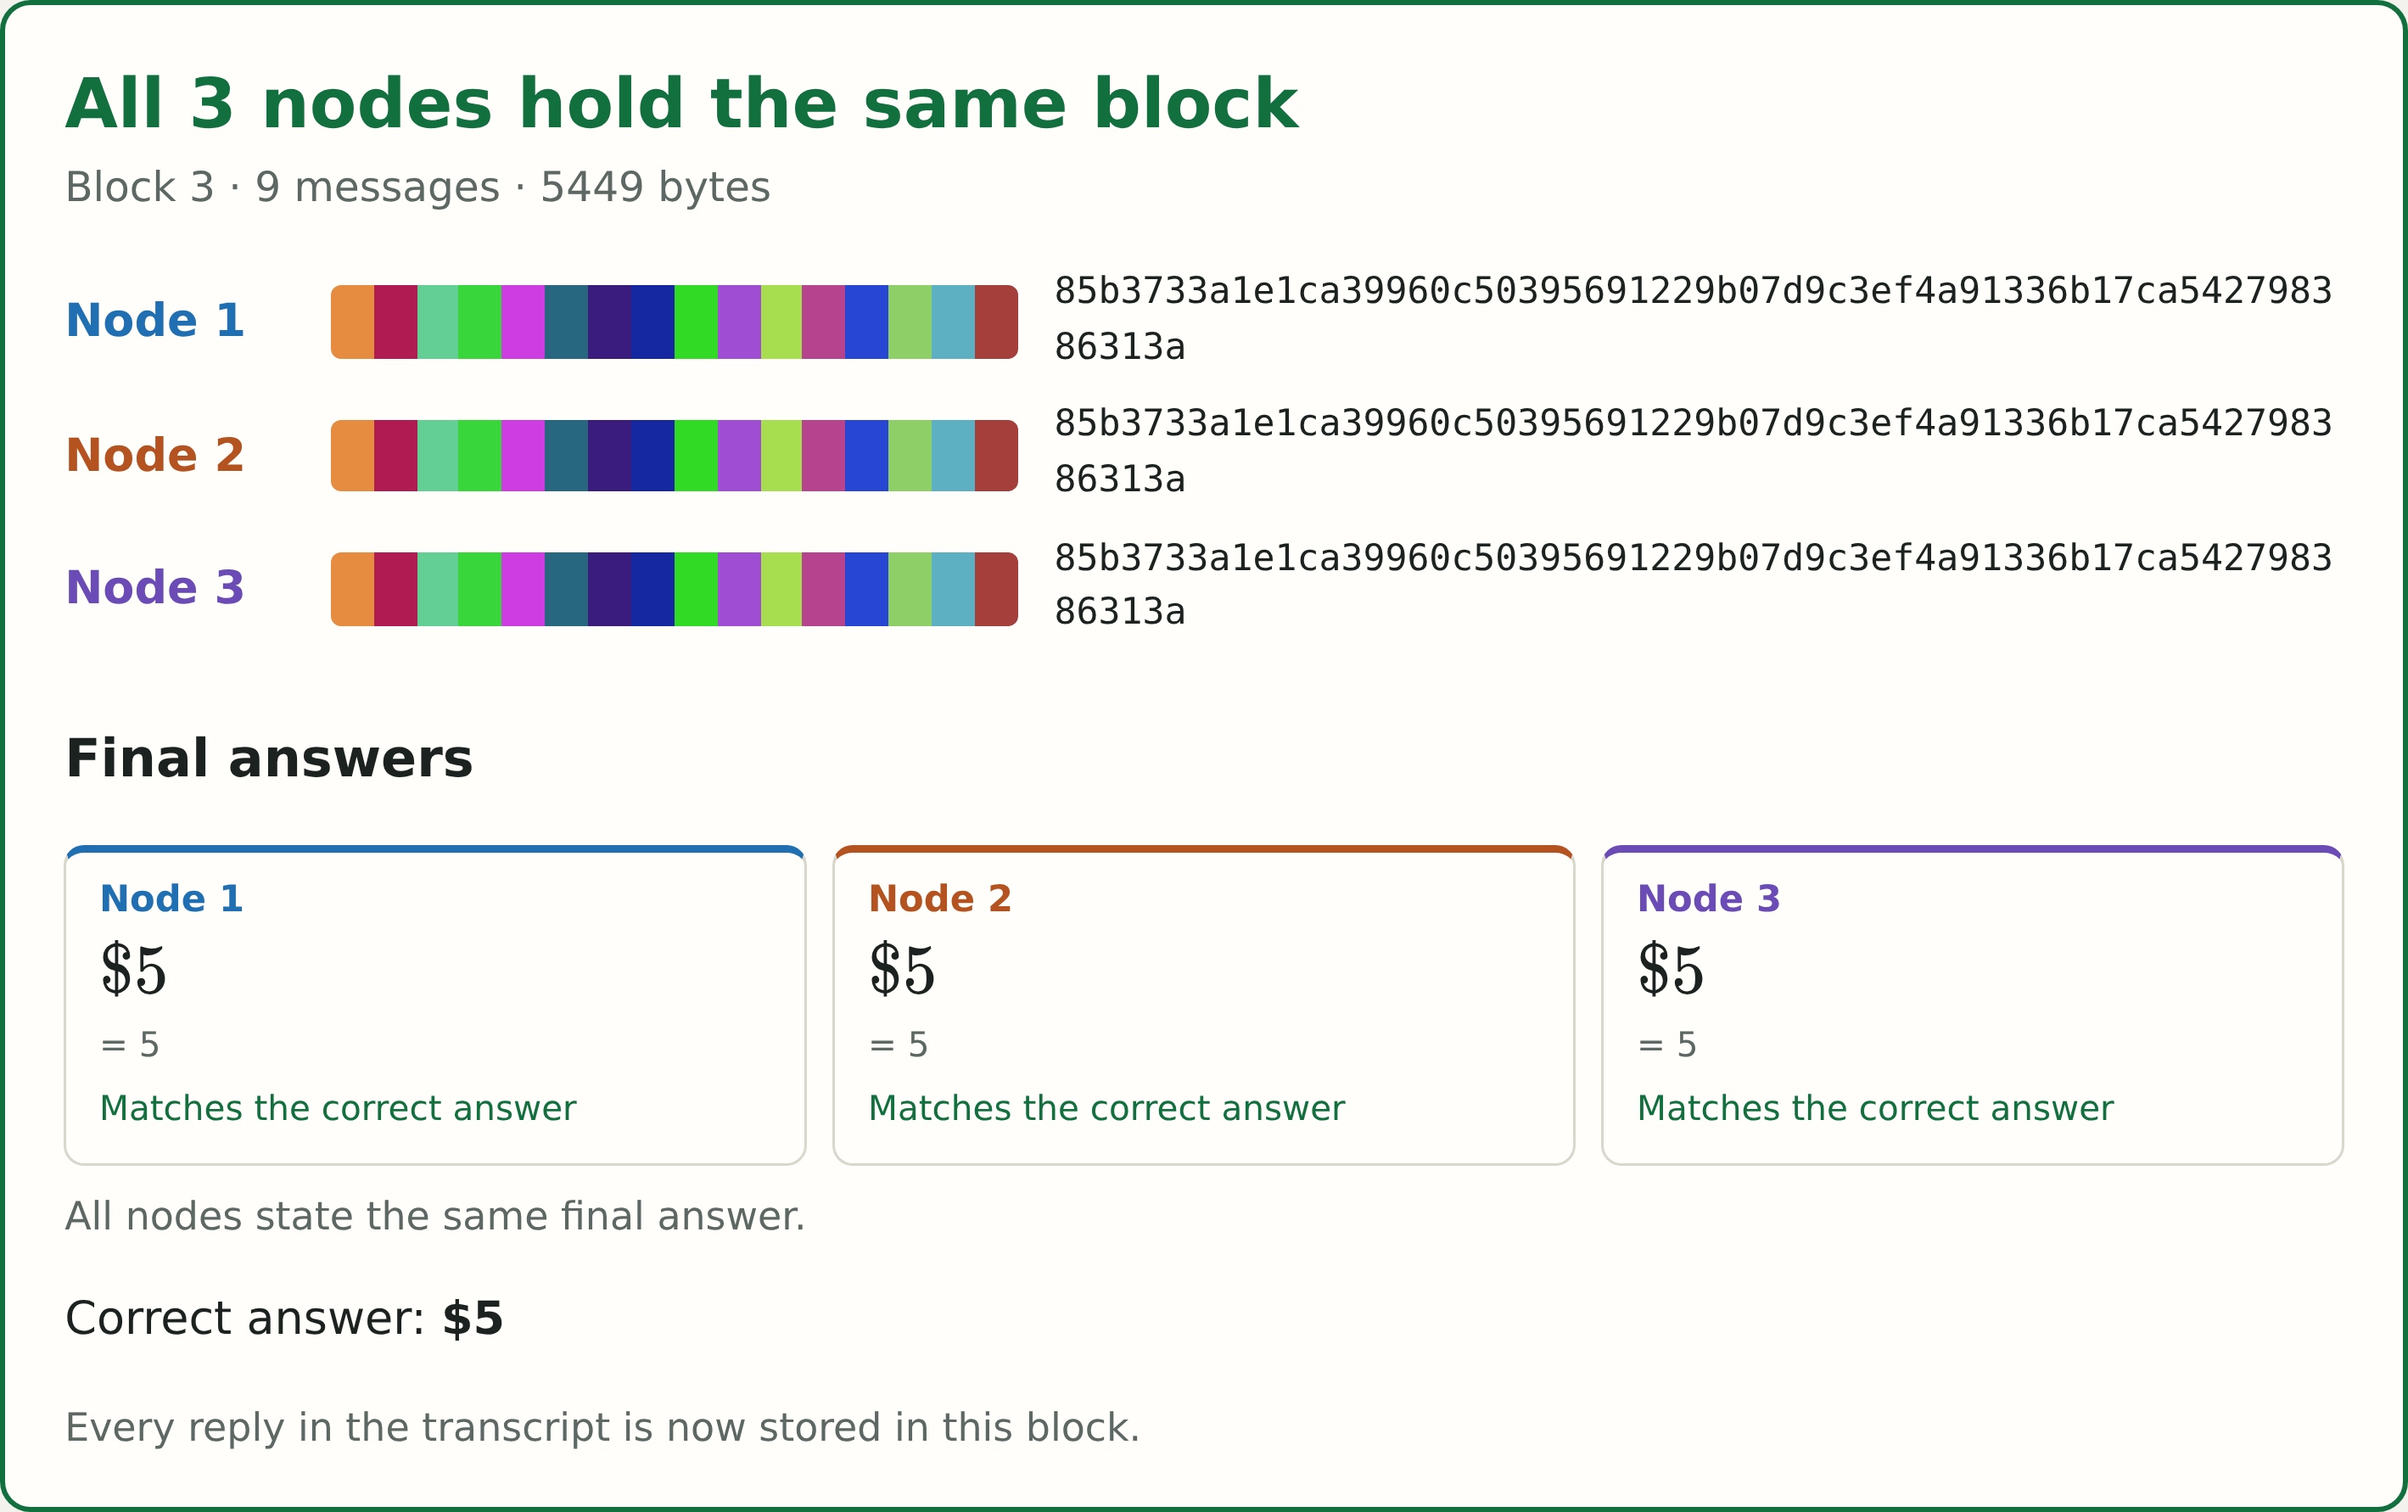 All 3 nodes hold the same block
Block 3 · 9 messages · 5449 bytes
Node 1
85b3733a1e1ca39960c50395691229b07d9c3ef4a91336b17ca5427983
86313a
Node 2
85b3733a1e1ca39960c50395691229b07d9c3ef4a91336b17ca5427983
86313a
Node 3
85b3733a1e1ca39960c50395691229b07d9c3ef4a91336b17ca5427983
86313a
Final answers
Node 1
$5
= 5
Matches the correct answer
Node 2
$5
= 5
Matches the correct answer
Node 3
$5
= 5
Matches the correct answer
All nodes state the same final answer.
Correct answer: $5
Every reply in the transcript is now stored in this block.